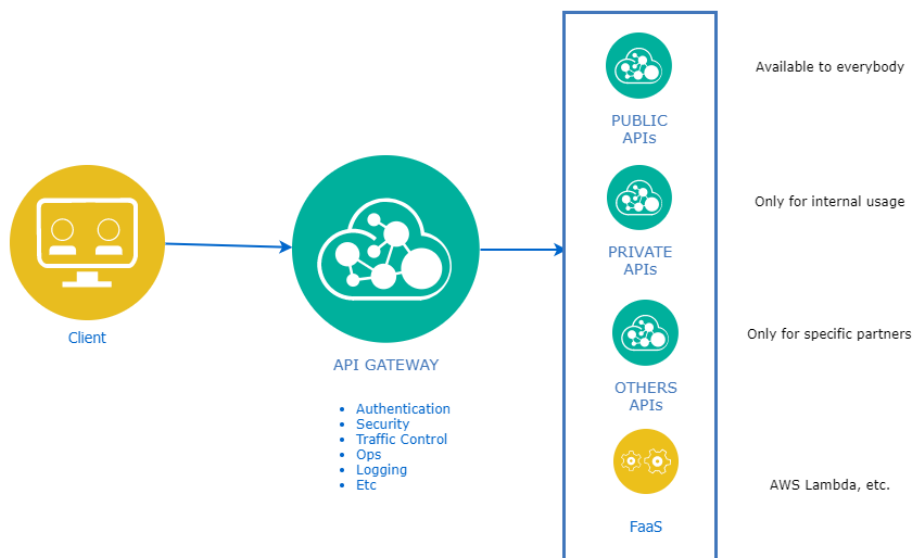 Client
API GATEWAY
• Authentication
• Security
• Traffic Control
• Ops
• Logging
• Etc
PUBLIC
APIs
Available to everybody
PRIVATE
APIs
Only for internal usage
OTHERS
APIs
Only for specific partners
FaaS
AWS Lambda, etc.